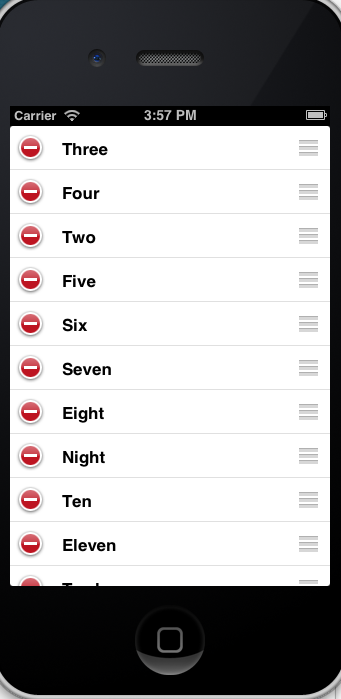 Carrier 3:57 PM
Three
Four
Two
Five
Six
Seven
Eight
Night
Ten
Eleven